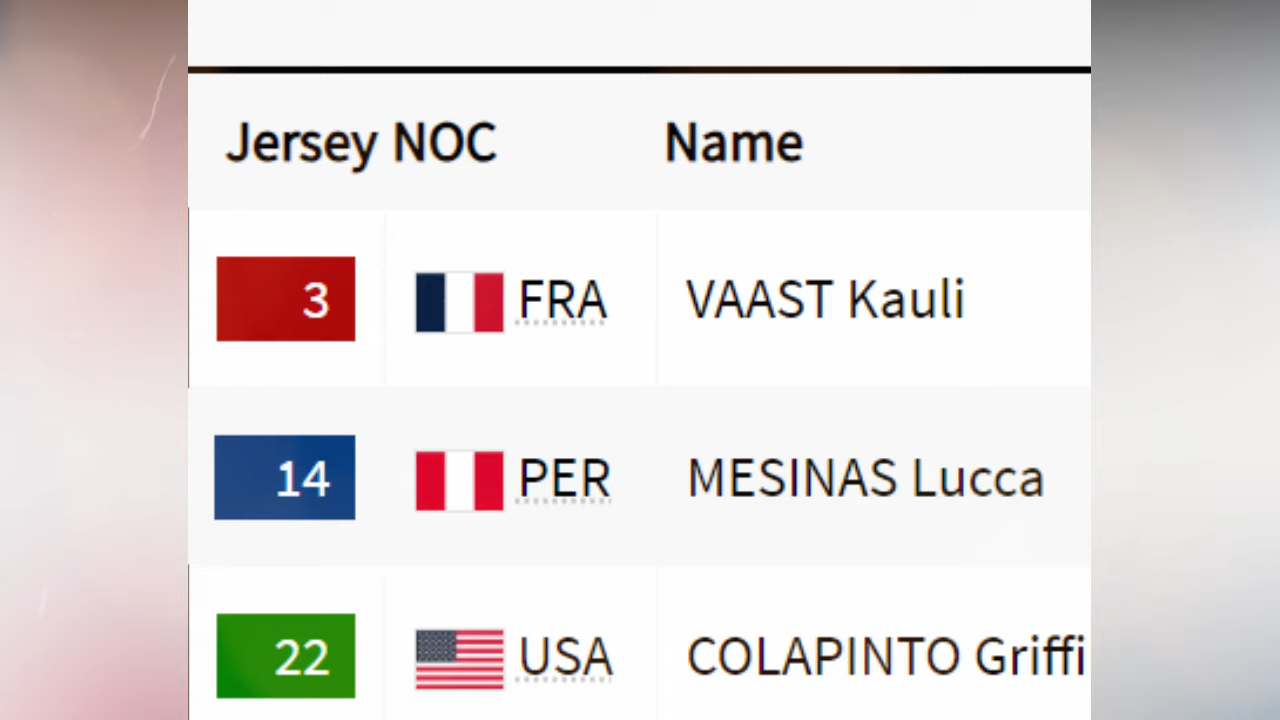 Jersey NOC Name
3 FRA VAAST Kauli
14 PER MESINAS Lucca
22 USA COLAPINTO Griffi